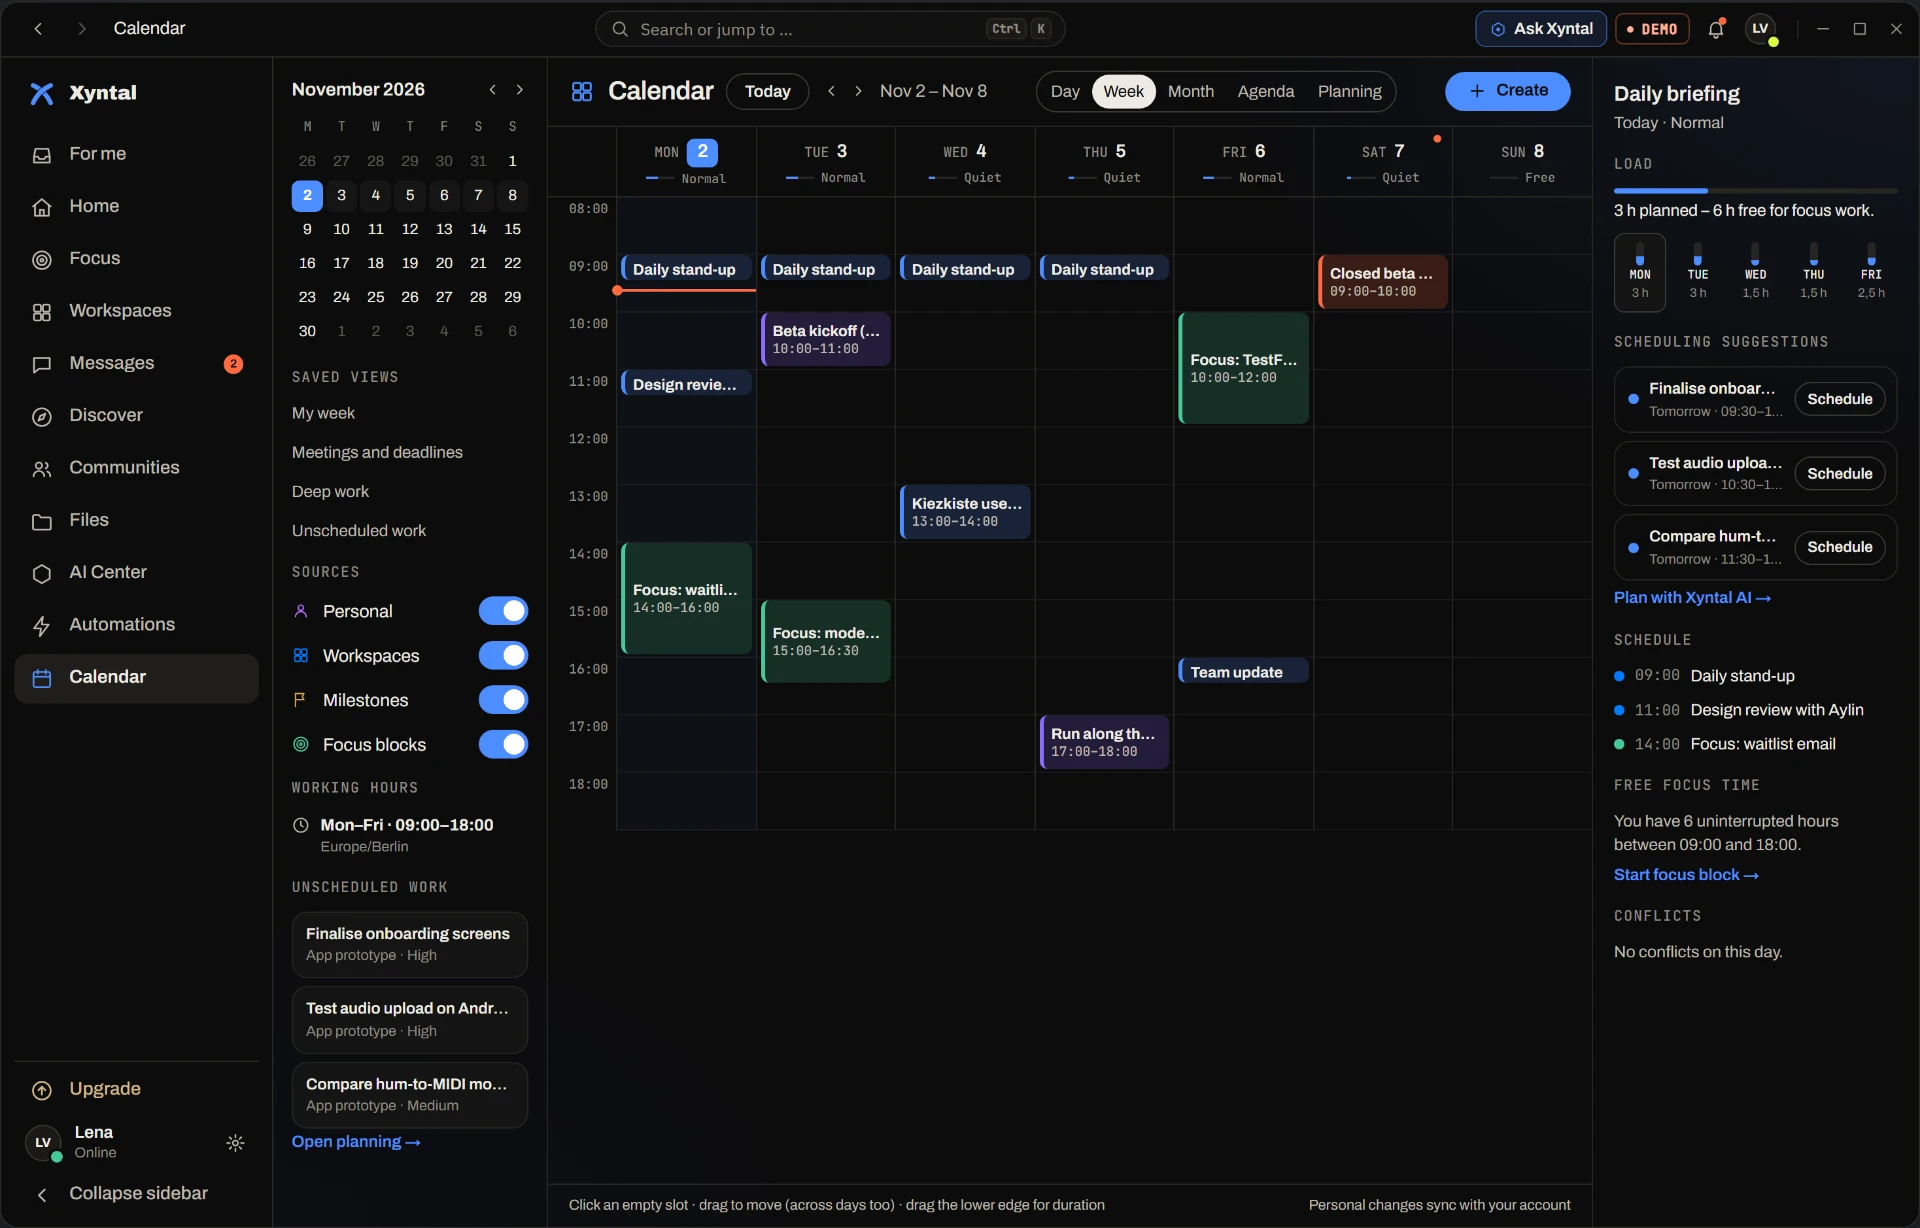 Calendar
Search or jump to ...
Ctrl K
Ask Xyntal
DEMO
LV
Xyntal
For me
Home
Focus
Workspaces
Messages
2
Discover
Communities
Files
AI Center
Automations
Calendar
Upgrade
LV
Lena
Online
Collapse sidebar
November 2026
M T W T F S S
26 27 28 29 30 31 1
2 3 4 5 6 7 8
9 10 11 12 13 14 15
16 17 18 19 20 21 22
23 24 25 26 27 28 29
30 1 2 3 4 5 6
SAVED VIEWS
My week
Meetings and deadlines
Deep work
Unscheduled work
SOURCES
Personal
Workspaces
Milestones
Focus blocks
WORKING HOURS
Mon–Fri · 09:00–18:00
Europe/Berlin
UNSCHEDULED WORK
Finalise onboarding screens
App prototype · High
Test audio upload on Andr...
App prototype · High
Compare hum-to-MIDI mo...
App prototype · Medium
Open planning →
Calendar
Today
Nov 2 – Nov 8
Day Week Month Agenda Planning
+ Create
MON 2
Normal
TUE 3
Normal
WED 4
Quiet
THU 5
Quiet
FRI 6
Normal
SAT 7
Quiet
SUN 8
Free
08:00
09:00
10:00
11:00
12:00
13:00
14:00
15:00
16:00
17:00
18:00
Daily stand-up
Design revie...
Focus: waitli...
14:00–16:00
Daily stand-up
Beta kickoff (...
10:00–11:00
Focus: mode...
15:00–16:30
Daily stand-up
Kiezkiste use...
13:00–14:00
Daily stand-up
Run along th...
17:00–18:00
Focus: TestF...
10:00–12:00
Team update
Closed beta ...
09:00–10:00
Click an empty slot · drag to move (across days too) · drag the lower edge for duration
Personal changes sync with your account
Daily briefing
Today · Normal
LOAD
3 h planned – 6 h free for focus work.
MON TUE WED THU FRI
3 h 3 h 1,5 h 1,5 h 2,5 h
SCHEDULING SUGGESTIONS
Finalise onboar...
Tomorrow · 09:30–1...
Schedule
Test audio uploa...
Tomorrow · 10:30–1...
Schedule
Compare hum-t...
Tomorrow · 11:30–1...
Schedule
Plan with Xyntal AI →
SCHEDULE
09:00 Daily stand-up
11:00 Design review with Aylin
14:00 Focus: waitlist email
FREE FOCUS TIME
You have 6 uninterrupted hours
between 09:00 and 18:00.
Start focus block →
CONFLICTS
No conflicts on this day.